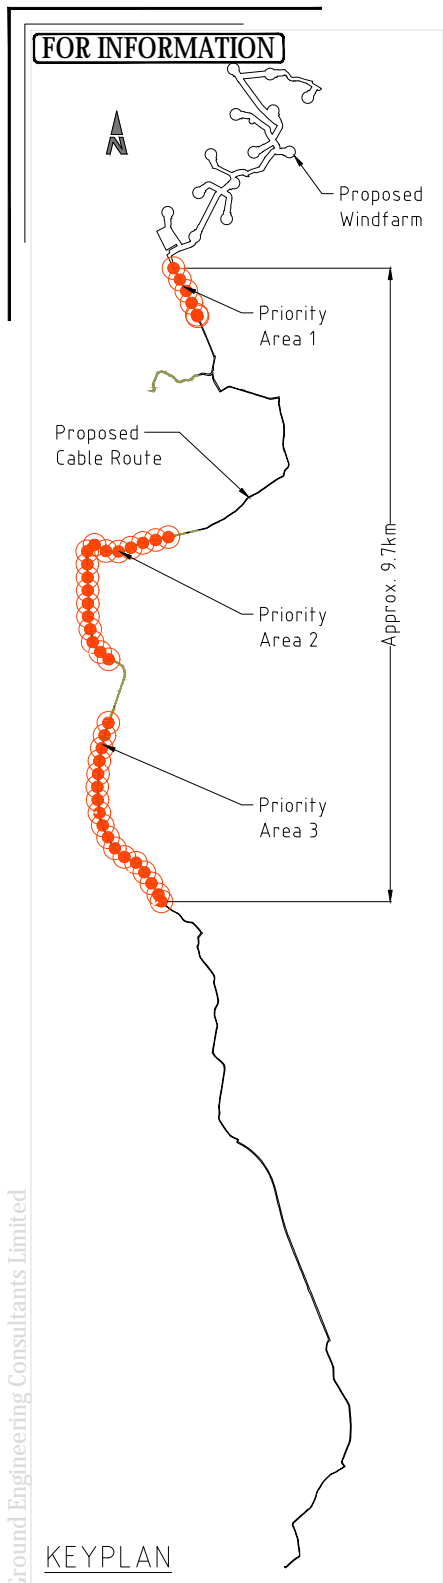 FOR INFORMATION
N
Proposed
Windfarm
Priority
Area 1
Proposed
Cable Route
Approx. 9.7km
Priority
Area 2
Priority
Area 3
Engineering Consultants Limited
KEYPLAN